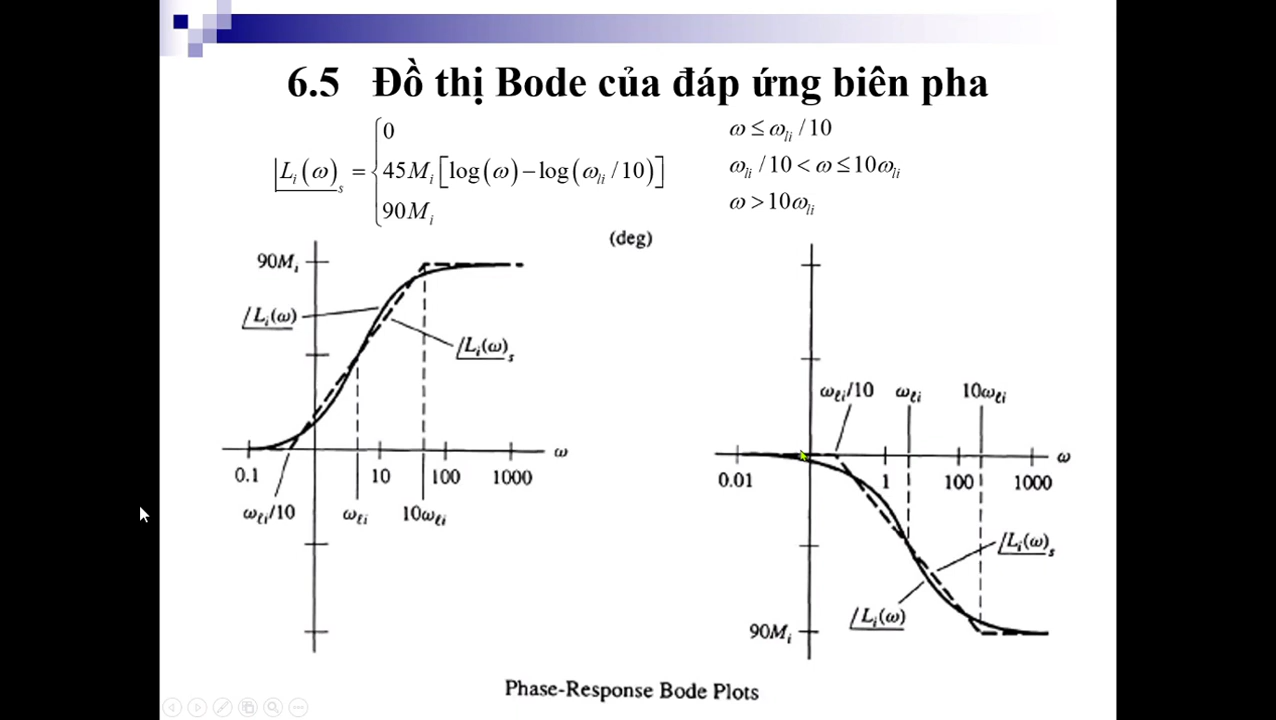 6.5 Đồ thị Bode của đáp ứng biên pha
0 ω ≤ ω_li / 10
∠L_i(ω)_s = 45M_i [log(ω) − log(ω_li / 10)] ω_li / 10 < ω ≤ 10ω_li
90M_i ω > 10ω_li
(deg)
90M_i
∠L_i(ω)
∠L_i(ω)_s
0.1 10 100 1000 ω
ω_ℓi/10 ω_ℓi 10ω_ℓi
ω_ℓi/10 ω_ℓi 10ω_ℓi
0.01 1 100 1000 ω
∠L_i(ω)_s
∠L_i(ω)
90M_i
Phase-Response Bode Plots